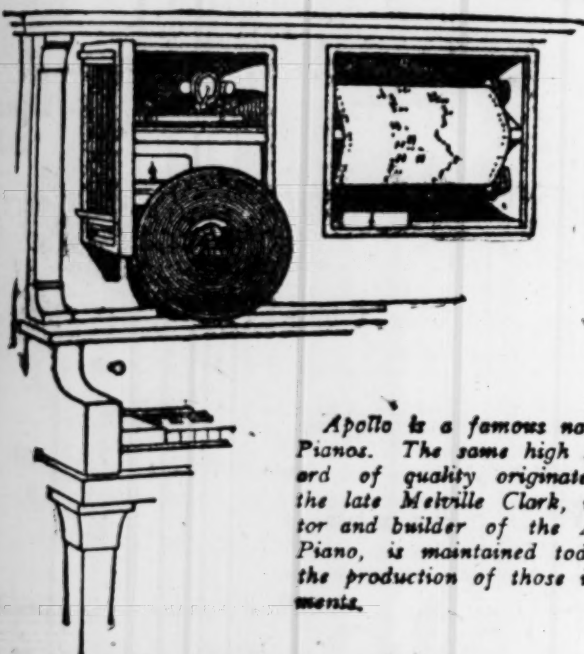 Apollo is a famous
Pianos. The same high
ard of quality originate
the late Melville Clark,
tor and builder of the
Piano, is maintained tod
the production of those
ments.